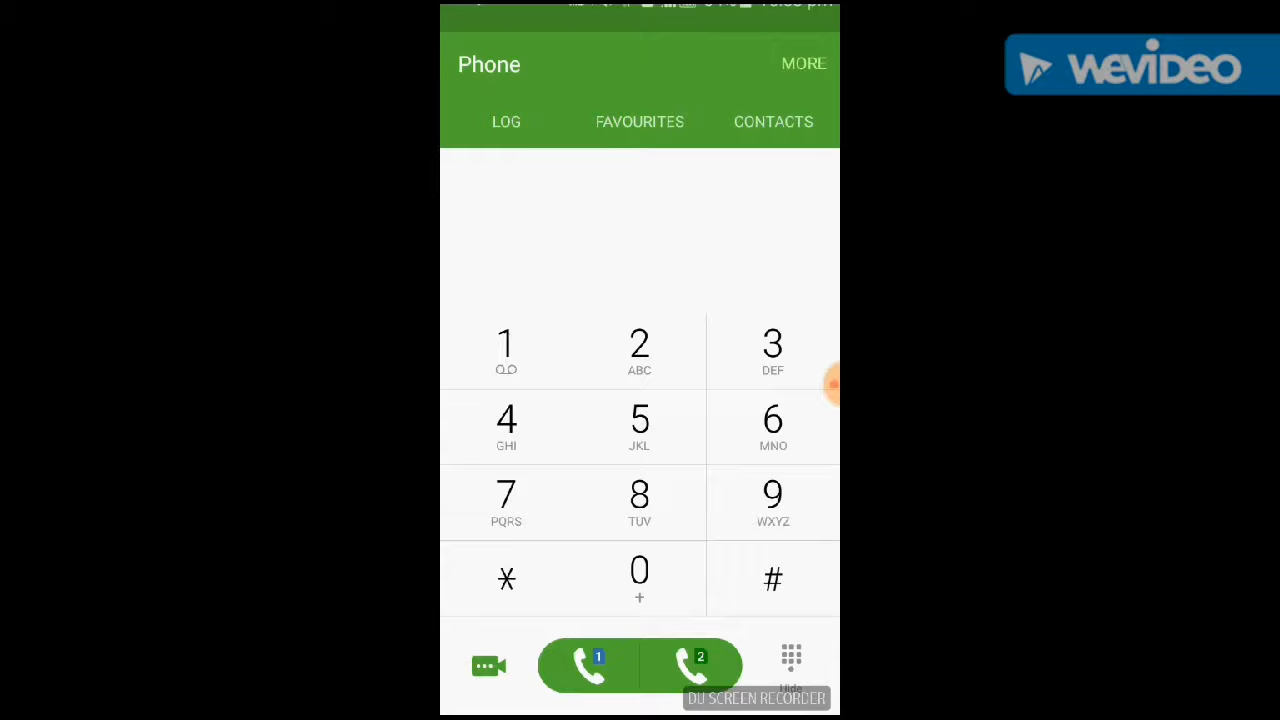 Phone
MORE
WEVIDEO
LOG
FAVOURITES
CONTACTS
1
2
ABC
3
DEF
4
GHI
5
JKL
6
MNO
7
PQRS
8
TUV
9
WXYZ
*
0
+
#
1
2
Hide
DU SCREEN RECORDER